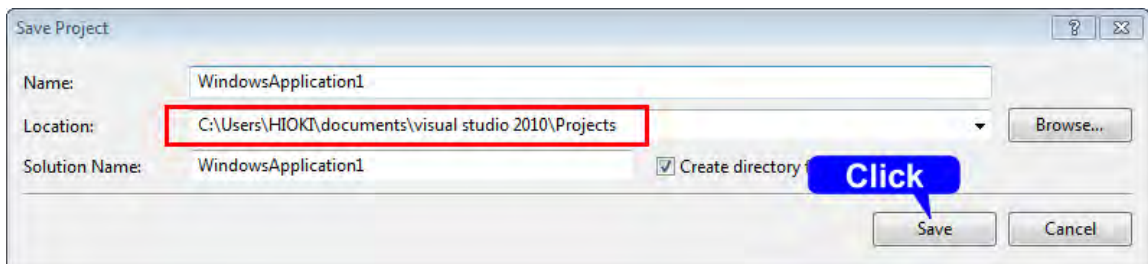 Save Project
Name: WindowsApplication1
Location: C:\Users\HIOKI\documents\visual studio 2010\Projects Browse...
Solution Name: WindowsApplication1 Create directory
Click
Save Cancel